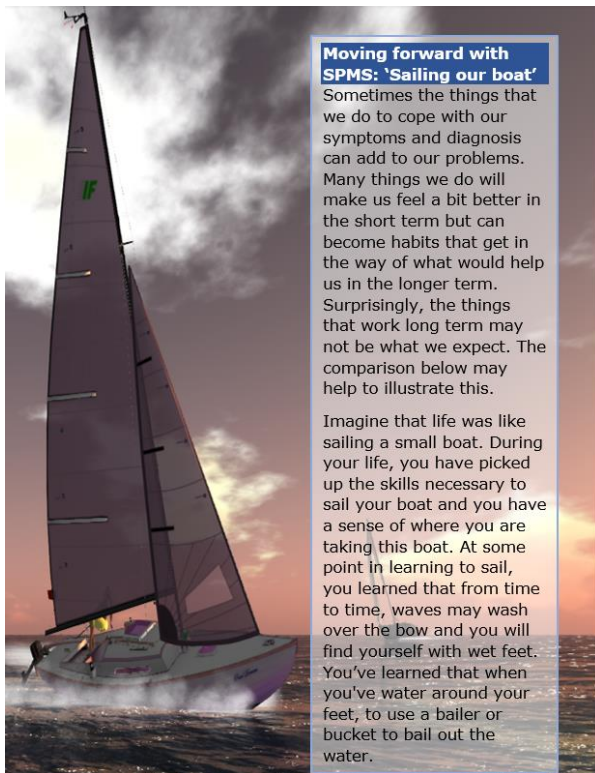 Moving forward with
SPMS: ‘Sailing our boat’
Sometimes the things that
we do to cope with our
symptoms and diagnosis
can add to our problems.
Many things we do will
make us feel a bit better in
the short term but can
become habits that get in
the way of what would help
us in the longer term.
Surprisingly, the things
that work long term may
not be what we expect. The
comparison below may
help to illustrate this.
Imagine that life was like
sailing a small boat. During
your life, you have picked
up the skills necessary to
sail your boat and you have
a sense of where you are
taking this boat. At some
point in learning to sail,
you learned that from time
to time, waves may wash
over the bow and you will
find yourself with wet feet.
You’ve learned that when
you've water around your
feet, to use a bailer or
bucket to bail out the
water.
IF